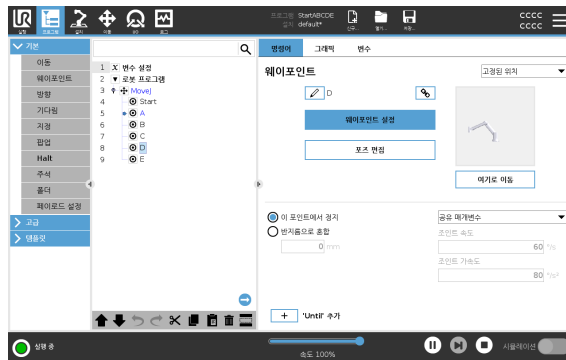 UR
실행
프로그램
설치
이동
I/O
로그
프로그램 StartABCDE
설치 default*
신규...
열기...
저장...
CCCC
CCCC
기본
이동
웨이포인트
방향
기다림
지정
팝업
Halt
주석
폴더
페이로드 설정
고급
템플릿
1 X 변수 설정
2 로봇 프로그램
3 MoveJ
4 Start
5 A
6 B
7 C
8 D
9 E
명령어 그래픽 변수
웨이포인트
고정된 위치
D
웨이포인트 설정
포즈 편집
여기로 이동
이 포인트에서 정지
반지름으로 혼합
0 mm
공유 매개변수
조인트 속도
60 °/s
조인트 가속도
80 °/s²
+ 'Until' 추가
실행 중
속도 100%
시뮬레이션